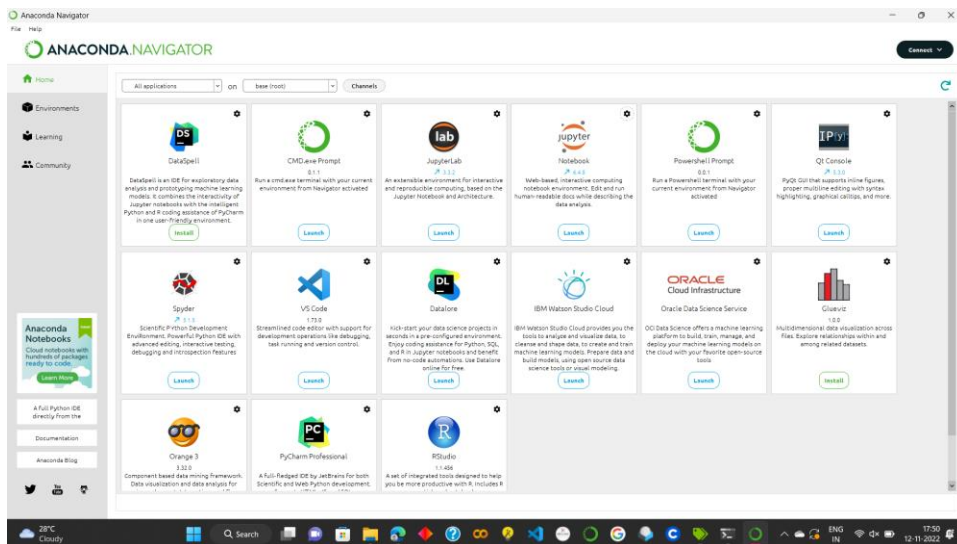 Anaconda Navigator
File Help
ANACONDA.NAVIGATOR
Connect
Home
Environments
Learning
Community
All applications on base (root) Channels
DS
DataSpell
DataSpell is an IDE for exploratory data
analysis and prototyping machine learning
models. It combines the interactivity of
Jupyter notebooks with the intelligent
Python and R coding assistance of PyCharm
in one user-friendly environment.
Install
CMD.exe Prompt
0.1.1
Run a cmd.exe terminal with your current
environment from Navigator activated
Launch
lab
JupyterLab
3.3.2
An extensible environment for interactive
and reproducible computing, based on the
Jupyter Notebook and Architecture.
Launch
jupyter
Notebook
Web-based, interactive computing
notebook environment. Edit and run
human-readable docs while describing the
data analysis.
Launch
Powershell Prompt
0.0.1
Run a Powershell terminal with your
current environment from Navigator
activated
Launch
IP[y]:
Qt Console
PyQt GUI that supports inline figures,
proper multiline editing with syntax
highlighting, graphical calltips, and more.
Launch
Spyder
Scientific Python Development
EnviRonment. Powerful Python IDE with
advanced editing, interactive testing,
debugging and introspection features
Launch
VS Code
1.73.0
Streamlined code editor with support for
development operations like debugging,
task running and version control.
Launch
DL
Datalore
Kick-start your data science projects in
seconds in a pre-configured environment.
Enjoy coding assistance for Python, SQL,
and R in Jupyter notebooks and benefit
from no-code automations. Use Datalore
online for free.
Launch
IBM Watson Studio Cloud
IBM Watson Studio Cloud provides you the
tools to analyze and visualize data, to
cleanse and shape data, to create and train
machine learning models. Prepare data and
build models, using open source data
science tools or visual modeling.
Launch
ORACLE
Cloud Infrastructure
Oracle Data Science Service
OCI Data Science offers a machine learning
platform to build, train, manage, and
deploy your machine learning models on
the cloud with your favorite open-source
tools
Launch
Glueviz
1.0.0
Multidimensional data visualization across
files. Explore relationships within and
among related datasets.
Install
Orange 3
3.32.0
Component based data mining framework.
Data visualization and data analysis for
PC
PyCharm Professional
A full-fledged IDE by JetBrains for both
Scientific and Web Python development.
R
RStudio
1.1.456
A set of integrated tools designed to help
you be more productive with R. Includes R
Anaconda
Notebooks
Cloud notebooks with
hundreds of packages
ready to code.
Learn More
A Full Python IDE
directly from the
Documentation
Anaconda Blog
28°C
Cloudy
Search
ENG
IN
17:50
12-11-2022